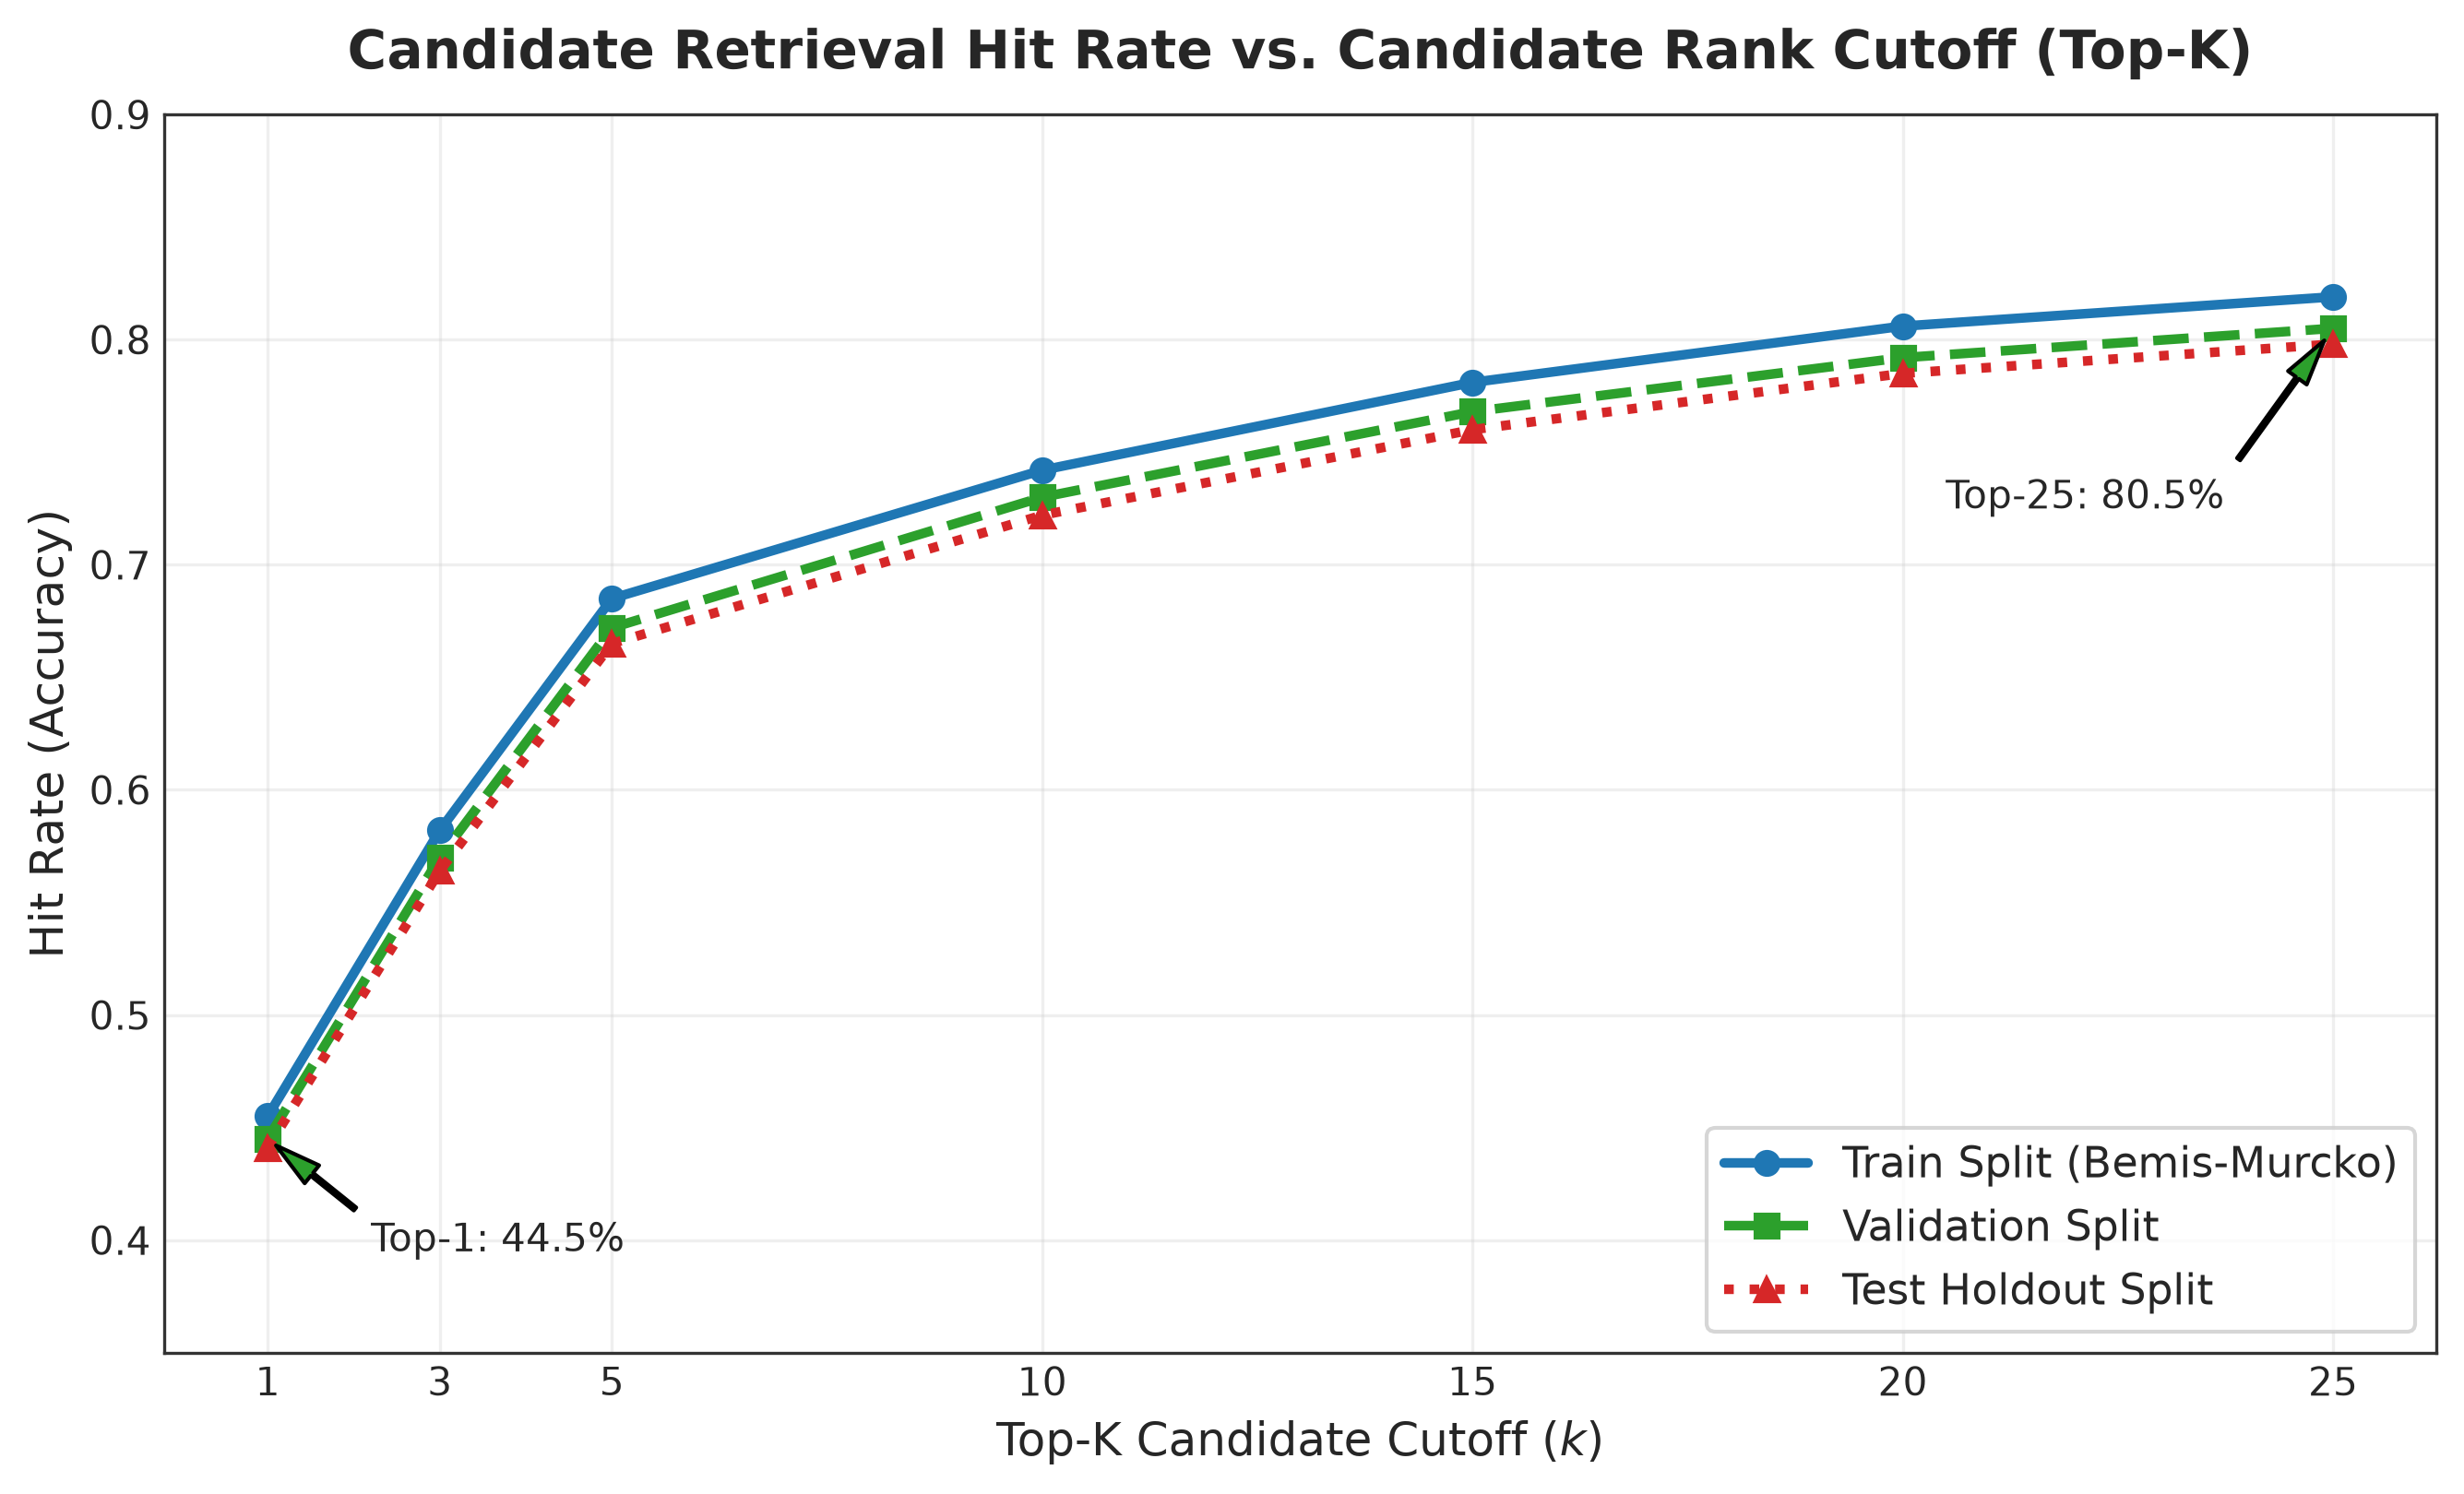 Candidate Retrieval Hit Rate vs. Candidate Rank Cutoff (Top-K)
Hit Rate (Accuracy)
0.9
0.8
0.7
0.6
0.5
0.4
Top-25: 80.5%
Top-1: 44.5%
Train Split (Bemis-Murcko)
Validation Split
Test Holdout Split
1 3 5 10 15 20 25
Top-K Candidate Cutoff (k)